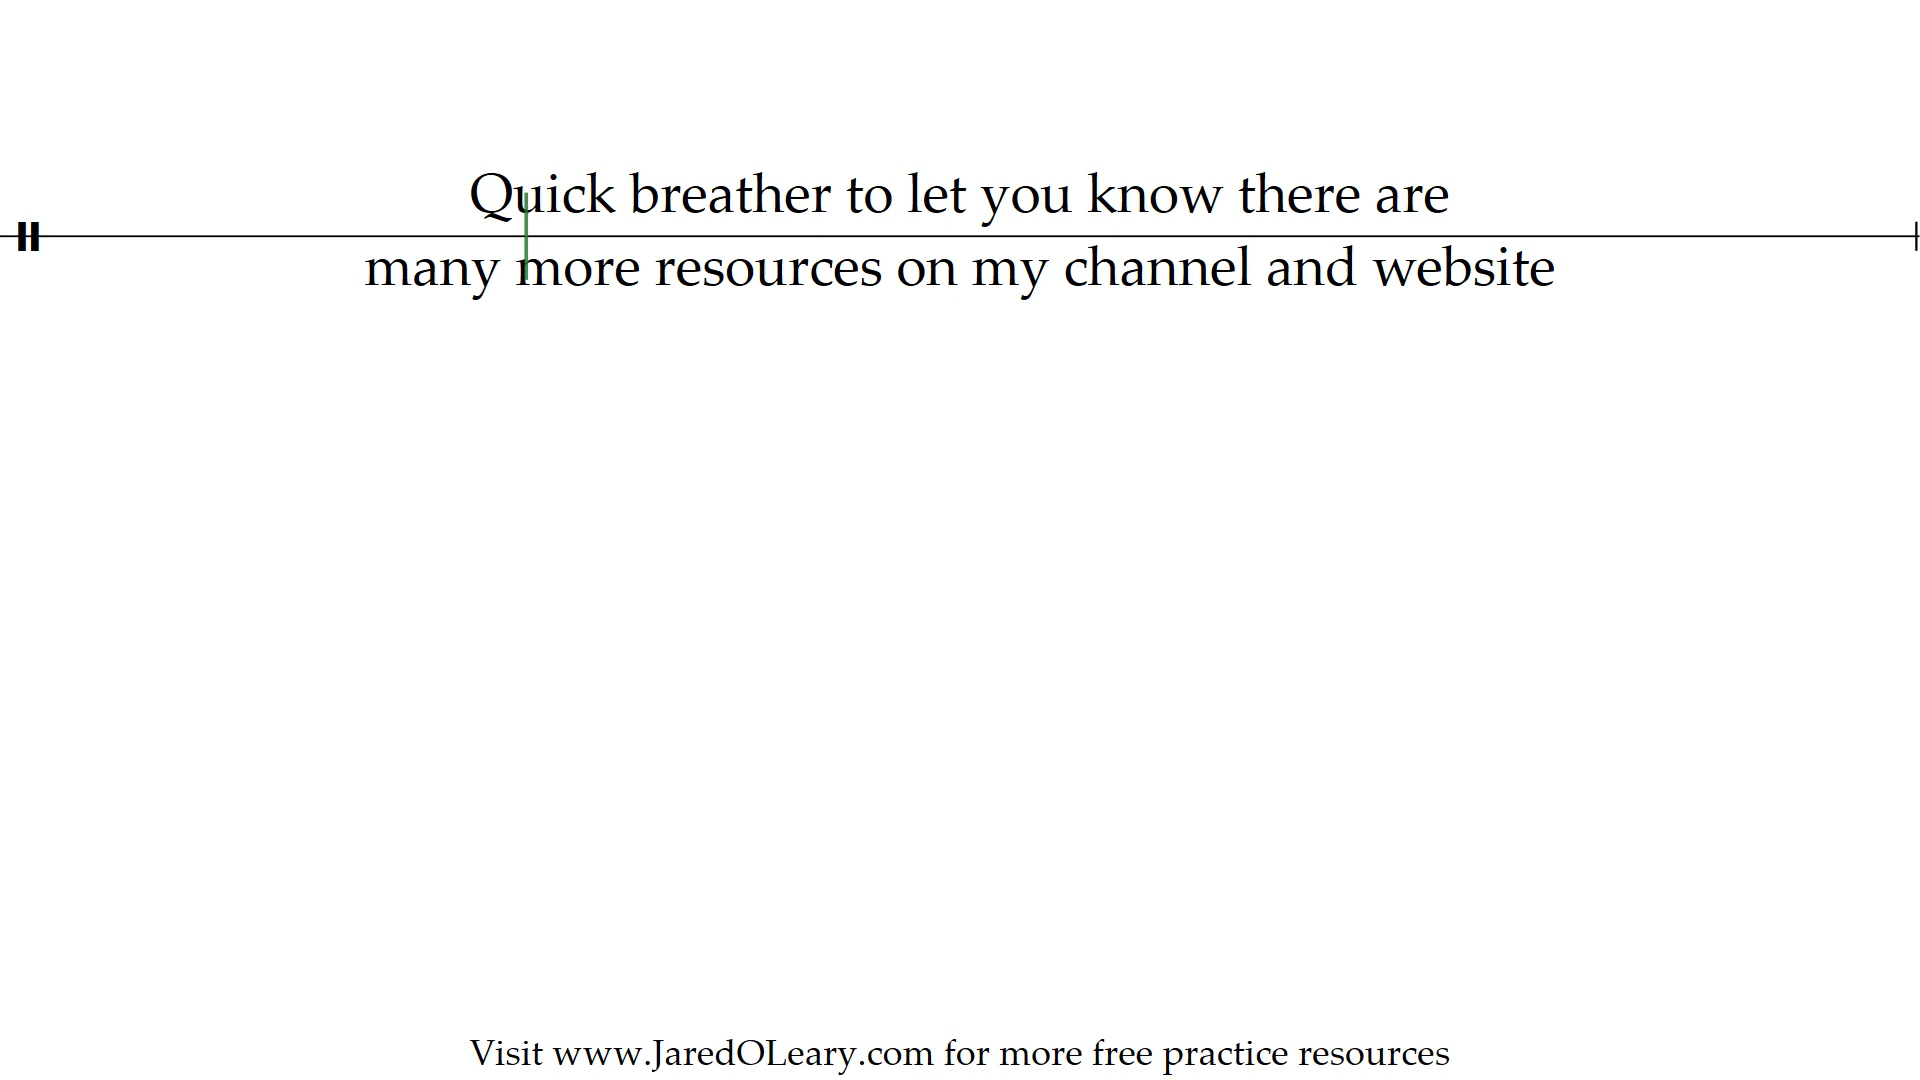 Quick breather to let you know there are
many more resources on my channel and website
Visit www.JaredOLeary.com for more free practice resources